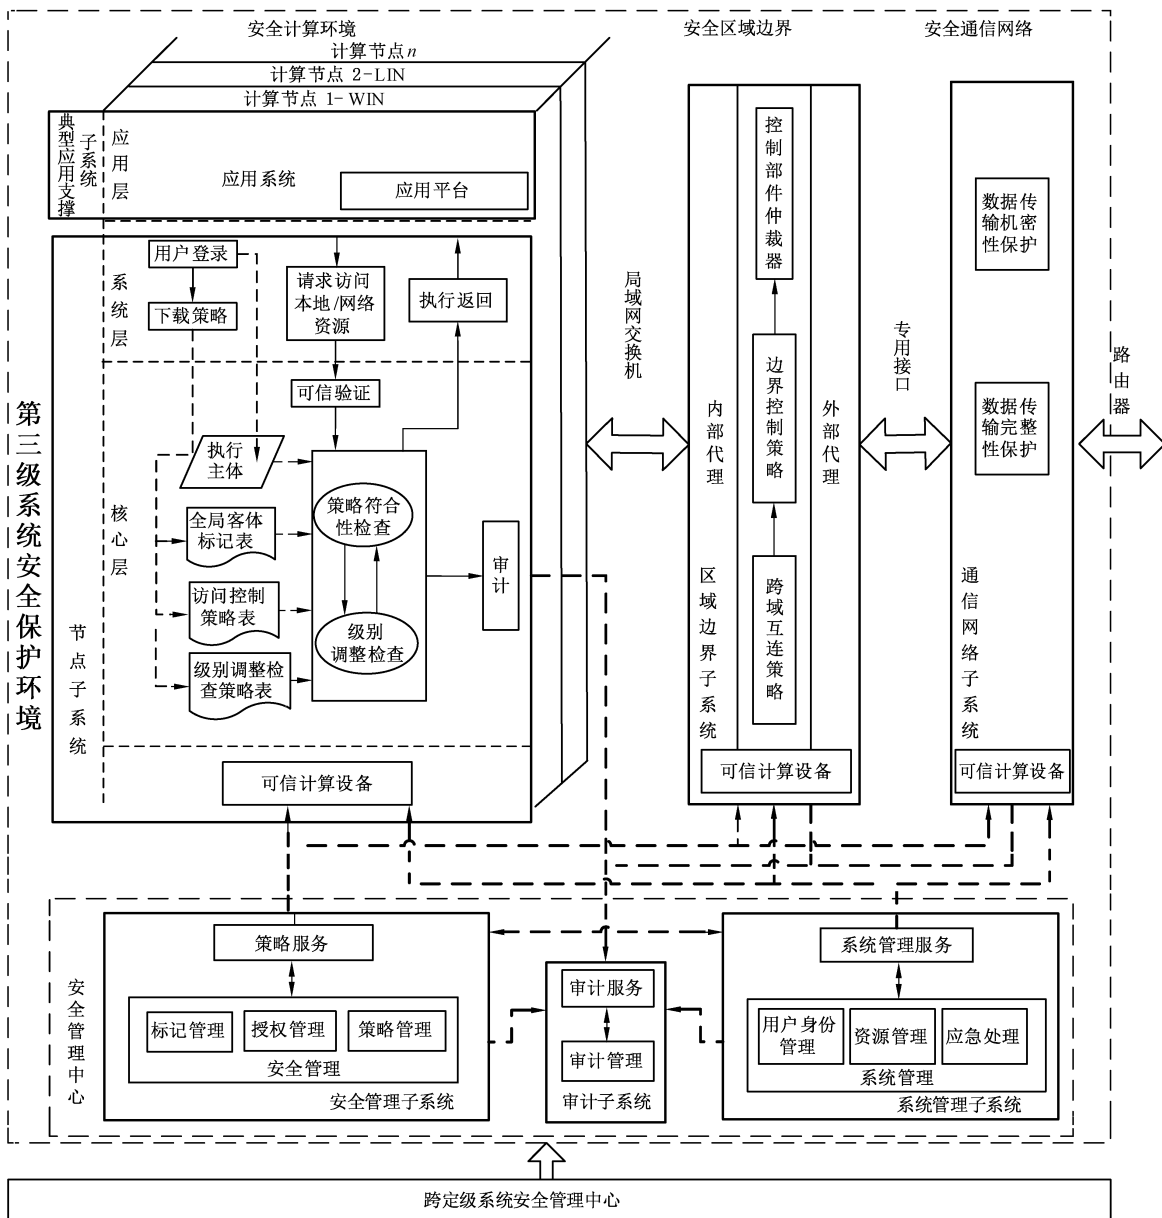 安全计算环境
安全区域边界
安全通信网络
计算节点n
计算节点 2-LIN
计算节点 1-WIN
典型应用支撑
子系统
应用层
应用系统
应用平台
用户登录
下载策略
请求访问
本地/网络
资源
执行返回
系统层
可信验证
执行
主体
策略符合
性检查
全局客体
标记表
访问控制
策略表
级别
调整检查
级别调整检
查策略表
审计
核心层
节点子系统
可信计算设备
第三级系统安全保护环境
局域网交换机
控制部件仲裁器
边界控制策略
跨域互连策略
内部代理
外部代理
区域边界子系统
可信计算设备
专用接口
数据传
输机密
性保护
数据传
输完整
性保护
通信网络子系统
可信计算设备
路由器
安全管理中心
策略服务
标记管理
授权管理
策略管理
安全管理
安全管理子系统
审计服务
审计管理
审计子系统
系统管理服务
用户身份
管理
资源管理
应急处理
系统管理
系统管理子系统
跨定级系统安全管理中心